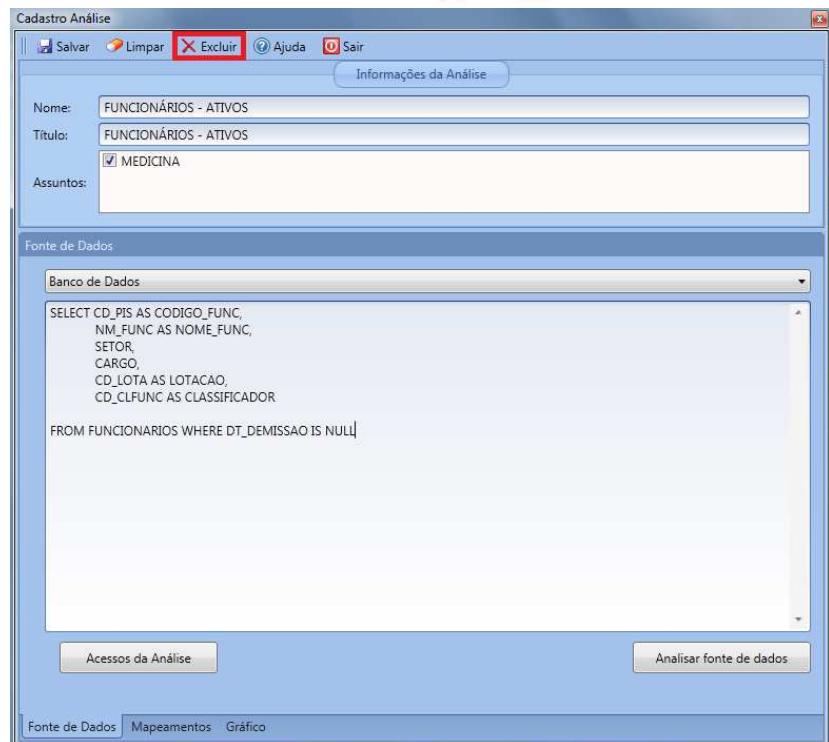 Cadastro Análise
Salvar Limpar Excluir Ajuda Sair
Informações da Análise
Nome: FUNCIONÁRIOS - ATIVOS
Título: FUNCIONÁRIOS - ATIVOS
MEDICINA
Assuntos:
Fonte de Dados
Banco de Dados
SELECT CD_PIS AS CODIGO_FUNC,
NM_FUNC AS NOME_FUNC,
SETOR,
CARGO,
CD_LOTA AS LOTACAO,
CD_CLFUNC AS CLASSIFICADOR
FROM FUNCIONARIOS WHERE DT_DEMISSAO IS NULL
Acessos da Análise Analisar fonte de dados
Fonte de Dados Mapeamentos Gráfico